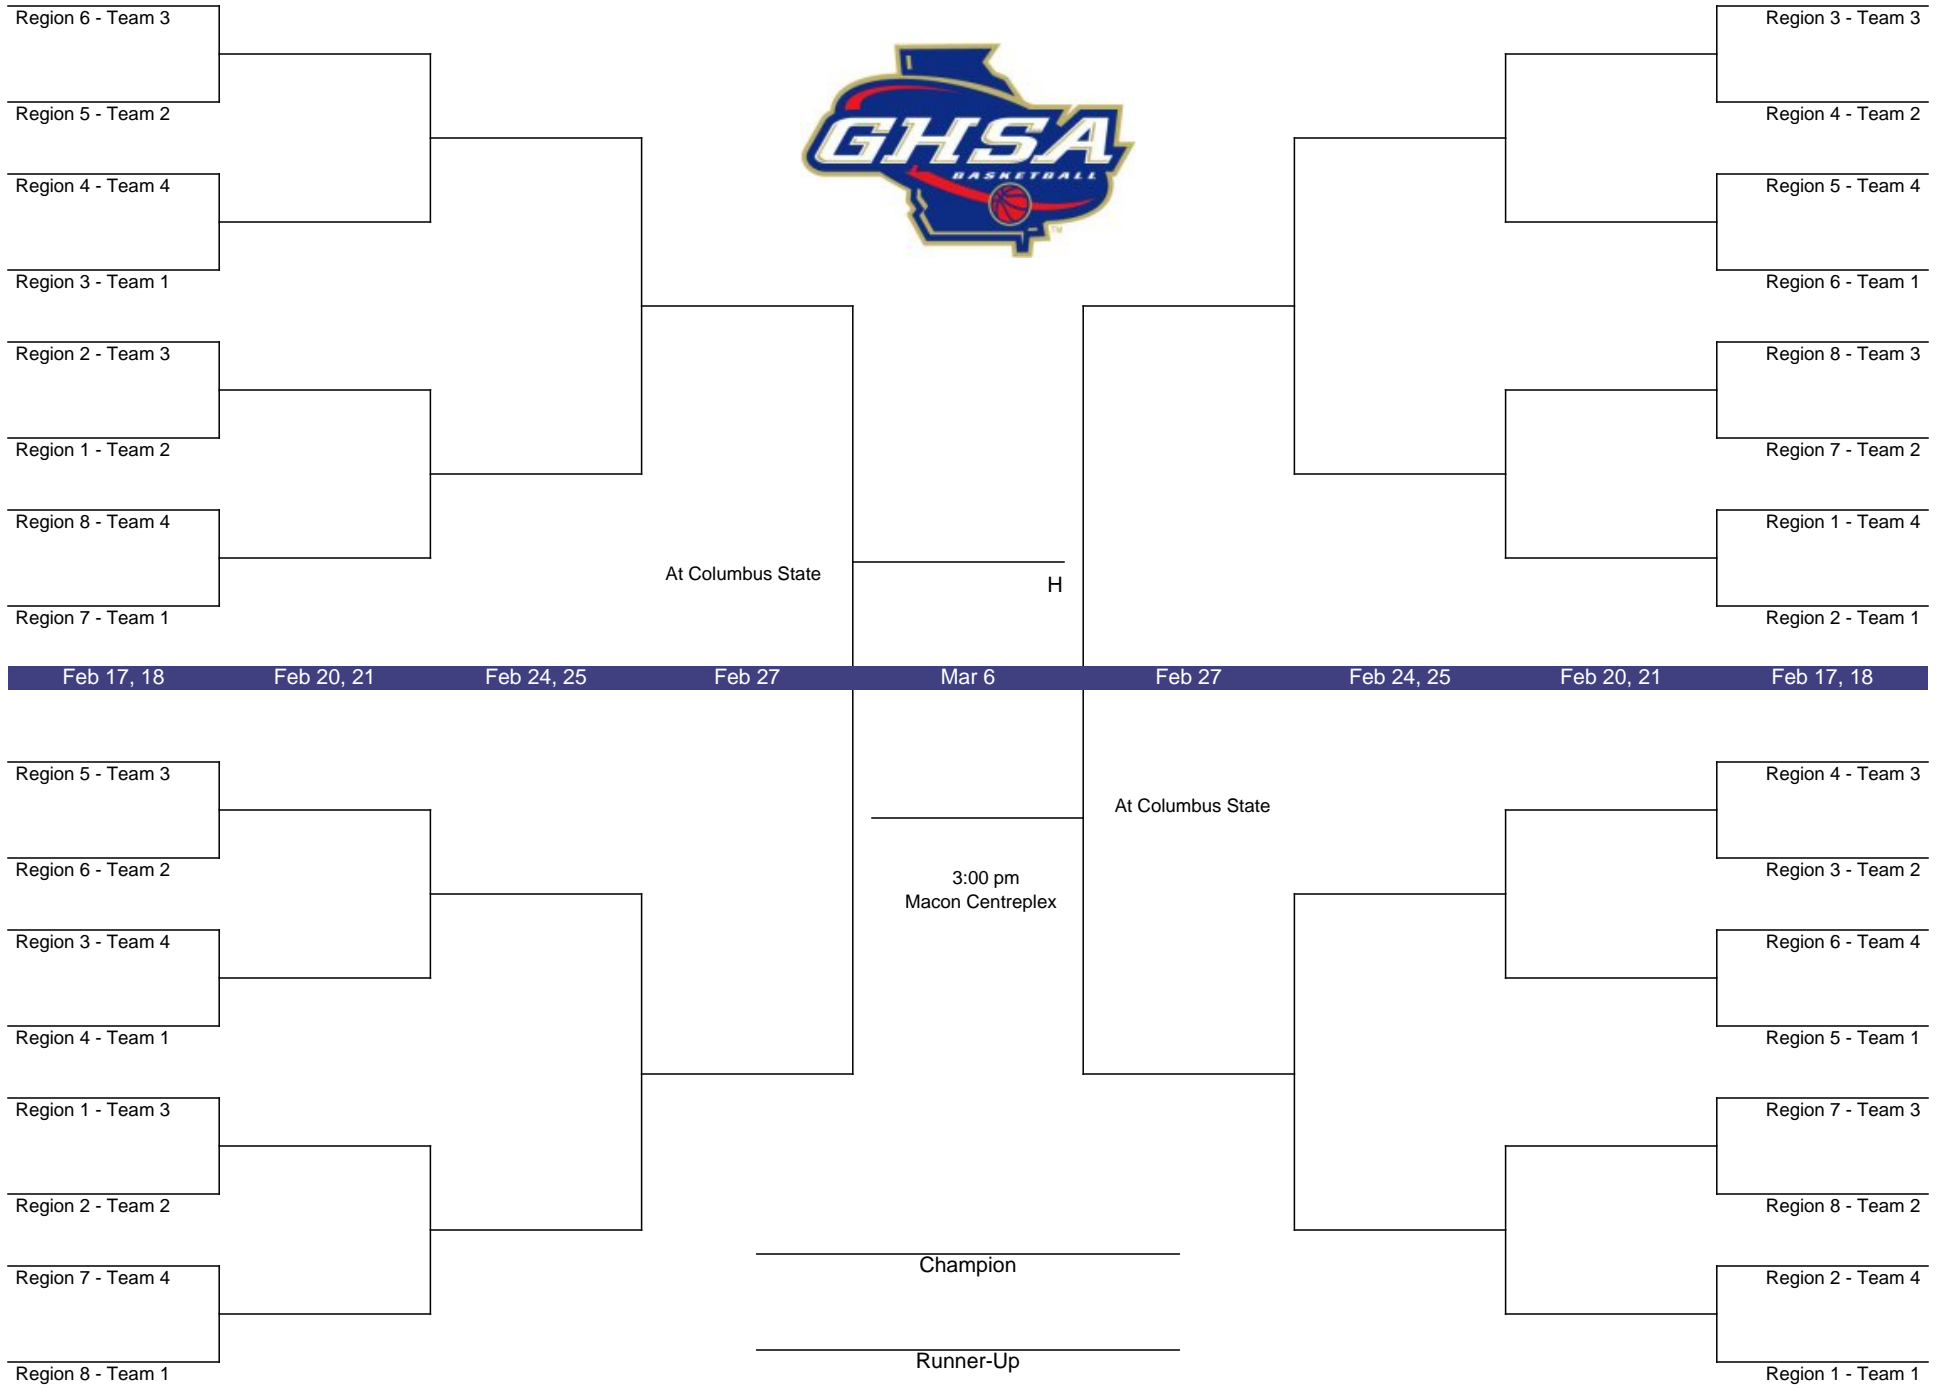 Region 6 - Team 3
Region 5 - Team 2
Region 4 - Team 4
Region 3 - Team 1
Region 2 - Team 3
Region 1 - Team 2
Region 8 - Team 4
Region 7 - Team 1
GHSA
BASKETBALL
TM
At Columbus State
H
Region 3 - Team 3
Region 4 - Team 2
Region 5 - Team 4
Region 6 - Team 1
Region 8 - Team 3
Region 7 - Team 2
Region 1 - Team 4
Region 2 - Team 1
Feb 17, 18 Feb 20, 21 Feb 24, 25 Feb 27 Mar 6 Feb 27 Feb 24, 25 Feb 20, 21 Feb 17, 18
Region 5 - Team 3
Region 6 - Team 2
Region 3 - Team 4
Region 4 - Team 1
Region 1 - Team 3
Region 2 - Team 2
Region 7 - Team 4
Region 8 - Team 1
At Columbus State
3:00 pm
Macon Centreplex
Champion
Runner-Up
Region 4 - Team 3
Region 3 - Team 2
Region 6 - Team 4
Region 5 - Team 1
Region 7 - Team 3
Region 8 - Team 2
Region 2 - Team 4
Region 1 - Team 1